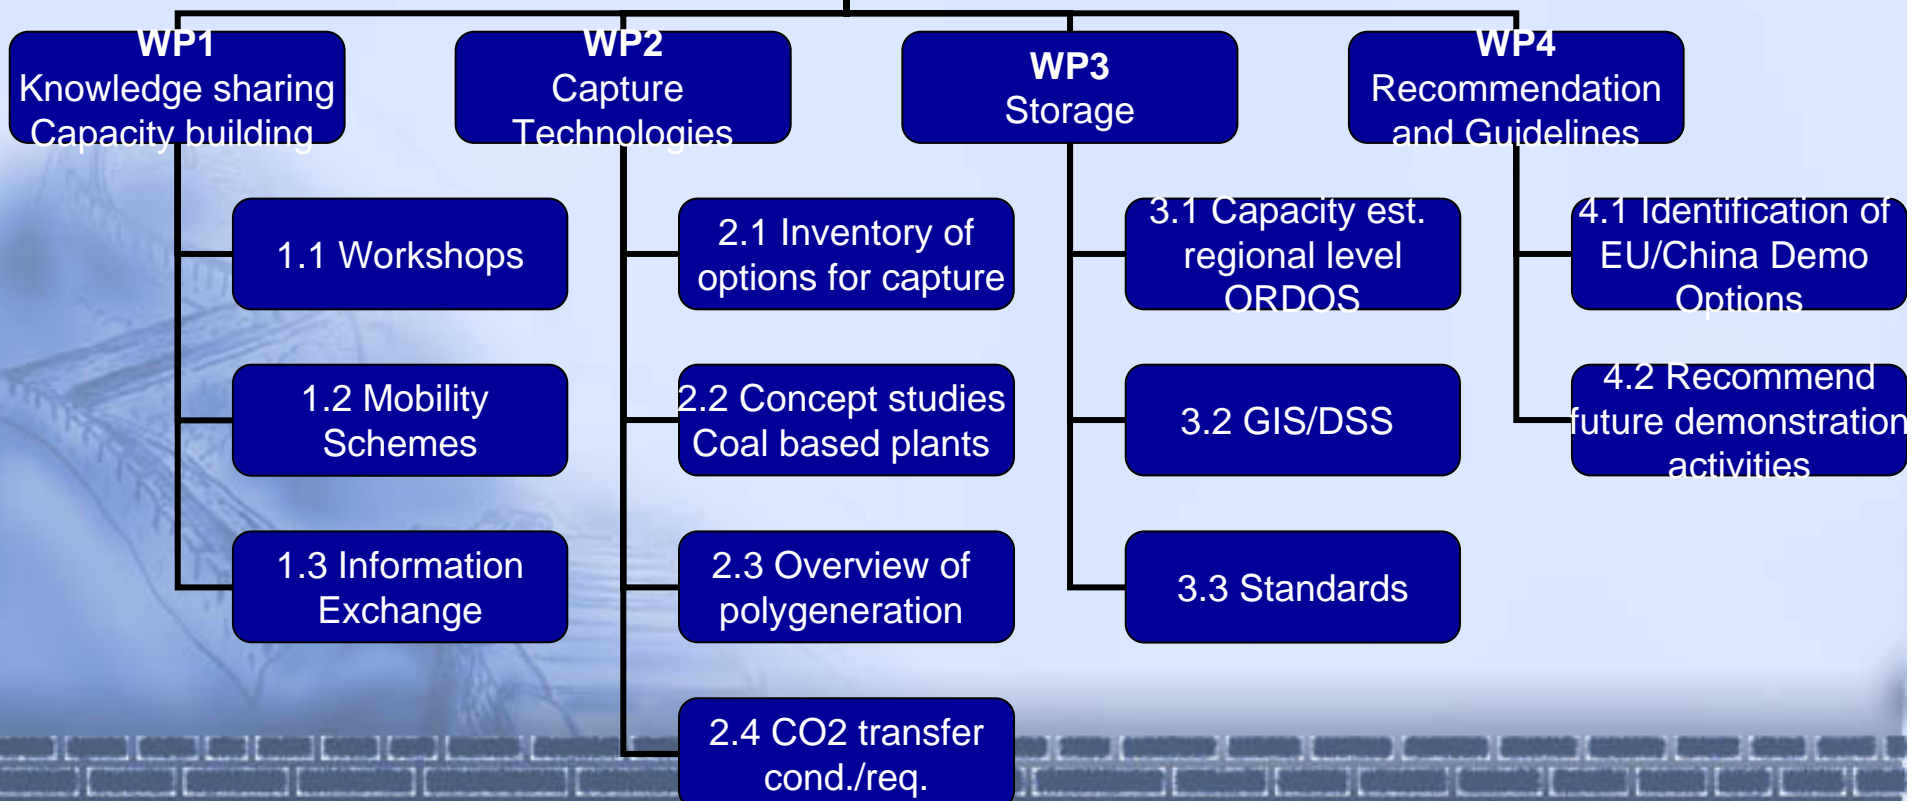 WP1
Knowledge sharing
Capacity building
WP2
Capture
Technologies
WP3
Storage
WP4
Recommendation
and Guidelines
1.1 Workshops
1.2 Mobility
Schemes
1.3 Information
Exchange
2.1 Inventory of
options for capture
2.2 Concept studies
Coal based plants
2.3 Overview of
polygeneration
2.4 CO2 transfer
cond./req.
3.1 Capacity est.
regional level
ORDOS
3.2 GIS/DSS
3.3 Standards
4.1 Identification of
EU/China Demo
Options
4.2 Recommend
future demonstration
activities